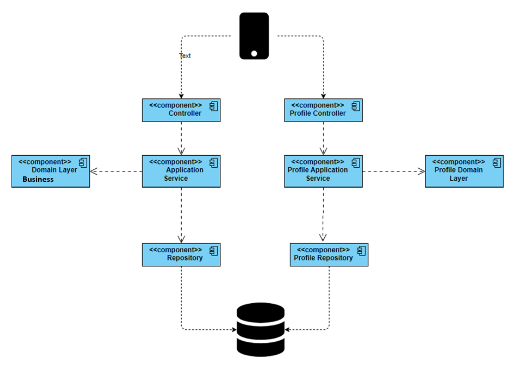 Text
<<component>>
Controller
<<component>>
Profile Controller
<<component>>
Domain Layer
Business
<<component>>
Application
Service
<<component>>
Profile Application
Service
<<component>>
Profile Domain
Layer
<<component>>
Repository
<<component>>
Profile Repository